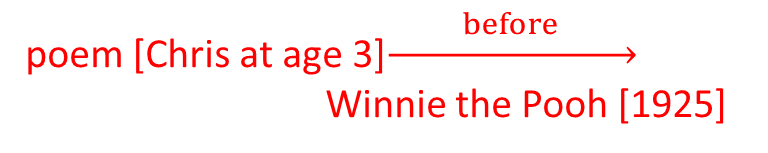 before
poem [Chris at age 3]
Winnie the Pooh [1925]